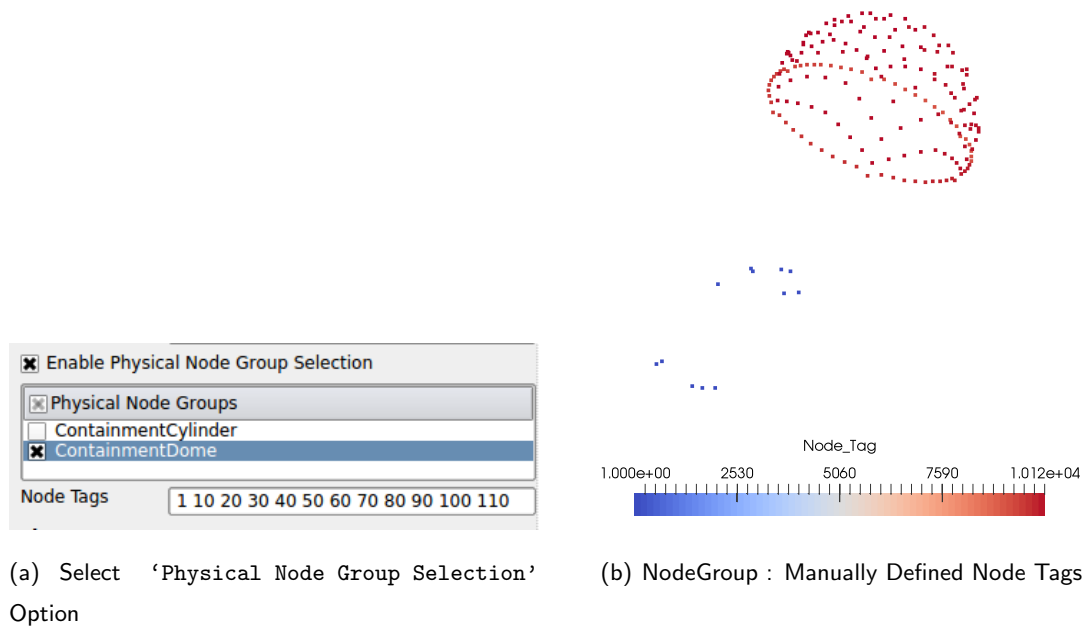 Enable Physical Node Group Selection
Physical Node Groups
ContainmentCylinder
ContainmentDome
Node Tags
1 10 20 30 40 50 60 70 80 90 100 110
Node_Tag
1.000e+00 2530 5060 7590 1.012e+04
(a) Select ‘Physical Node Group Selection’
Option
(b) NodeGroup : Manually Defined Node Tags